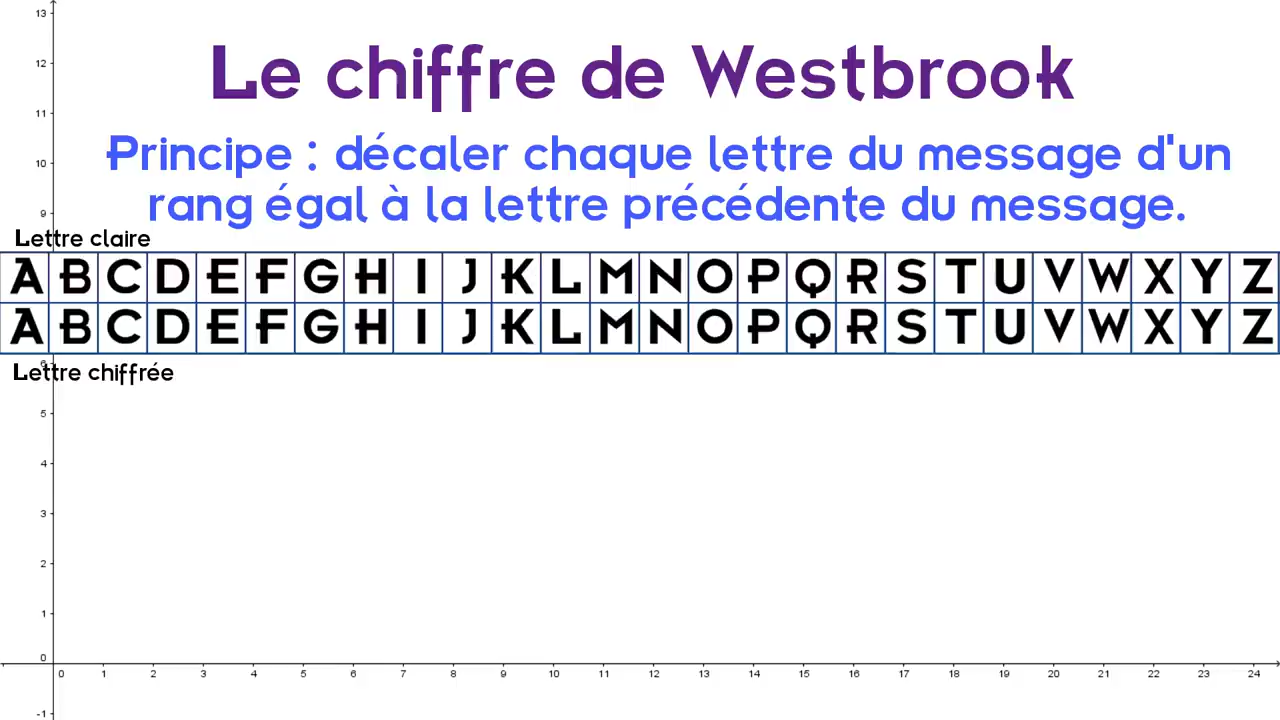 13
12
Le chiffre de Westbrook
11
10
Principe : décaler chaque lettre du message d'un
rang égal à la lettre précédente du message.
9
Lettre claire
A B C D E F G H I J K L M N O P Q R S T U V W X Y Z
A B C D E F G H I J K L M N O P Q R S T U V W X Y Z
6
Lettre chiffrée
5
4
3
2
1
0
0 1 2 3 4 5 6 7 8 9 10 11 12 13 14 15 16 17 18 19 20 21 22 23 24
-1